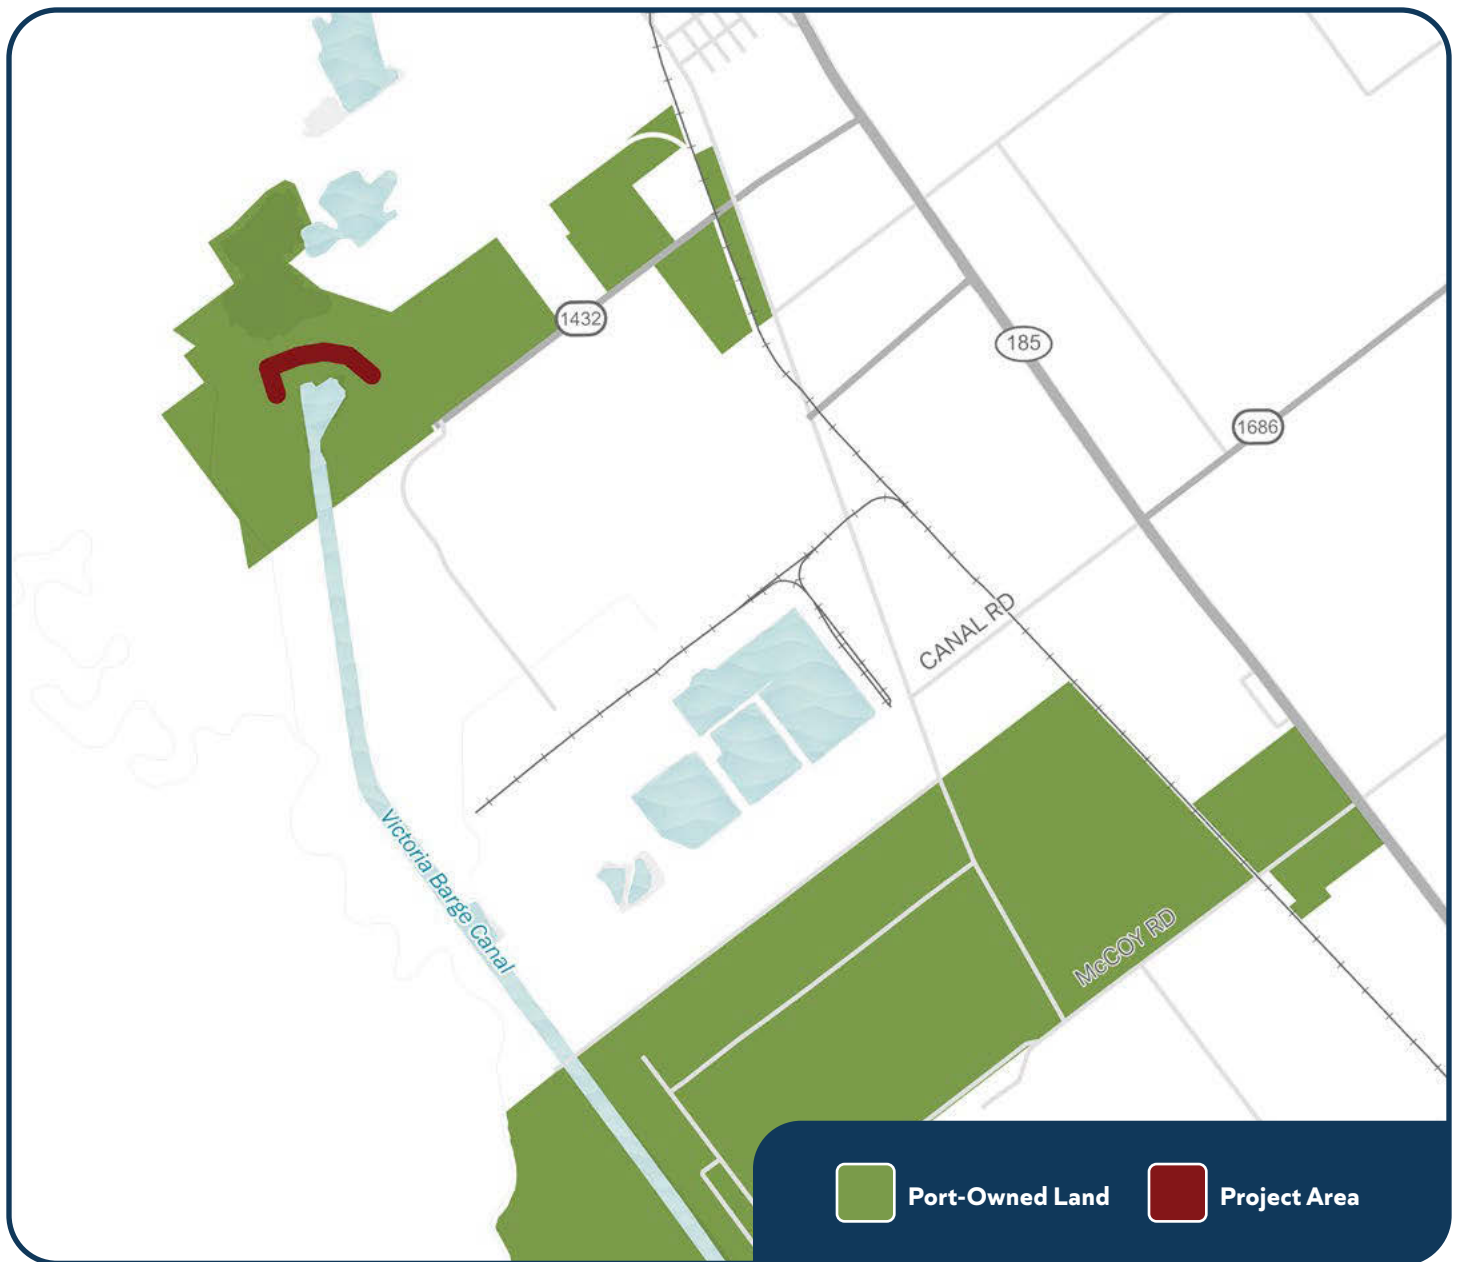 1432
185
1686
CANAL RD
Victoria Barge Canal
McCOY RD
Port-Owned Land
Project Area